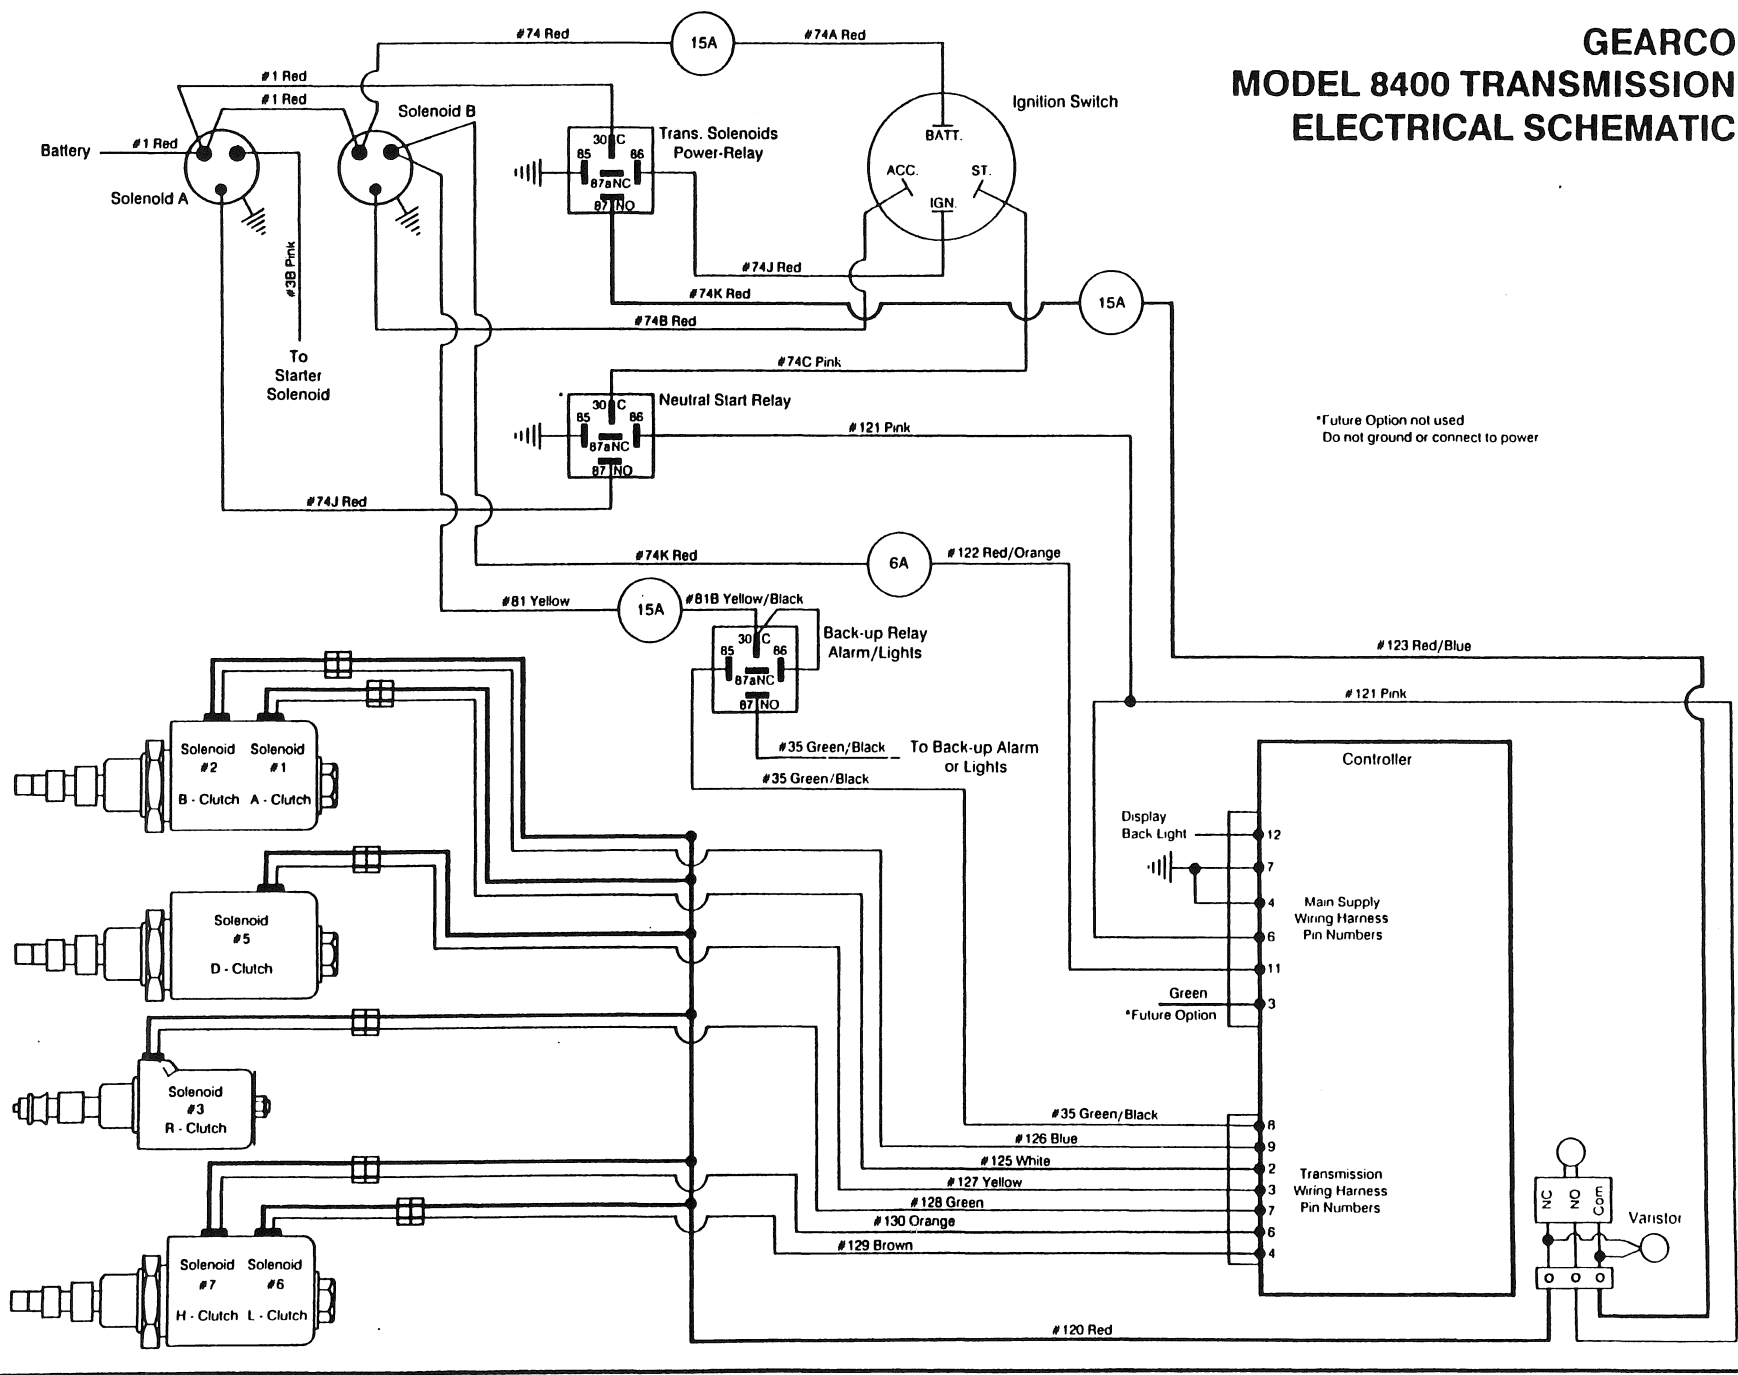 GEARCO
MODEL 8400 TRANSMISSION
ELECTRICAL SCHEMATIC
#74 Red
15A
#74A Red
#1 Red
#1 Red
Battery
#1 Red
Solenoid A
Solenoid B
#3B Pink
To
Starter
Solenoid
Trans. Solenoids
Power-Relay
30 C
85
86
87aNC
87 NO
Ignition Switch
BATT.
ACC.
ST.
IGN.
#74J Red
#74K Red
15A
#74B Red
#74C Pink
Neutral Start Relay
30 C
85
86
87aNC
87 NO
#121 Pink
*Future Option not used
Do not ground or connect to power
#74J Red
#74K Red
6A
#122 Red/Orange
#81 Yellow
15A
#81B Yellow/Black
Back-up Relay
Alarm/Lights
30 C
85
86
87aNC
87 NO
#35 Green/Black
To Back-up Alarm
or Lights
#35 Green/Black
#123 Red/Blue
#121 Pink
Solenoid
#2
B - Clutch
Solenoid
#1
A - Clutch
Solenoid
#5
D - Clutch
Solenoid
#3
R - Clutch
Solenoid
#7
H - Clutch
Solenoid
#6
L - Clutch
Controller
Display
Back Light
12
7
4
6
11
3
Main Supply
Wiring Harness
Pin Numbers
Green
*Future Option
#35 Green/Black
8
#126 Blue
9
#125 White
2
#127 Yellow
3
#128 Green
7
#130 Orange
6
#129 Brown
4
Transmission
Wiring Harness
Pin Numbers
NC
NO
Com
Varistor
O O O
#120 Red